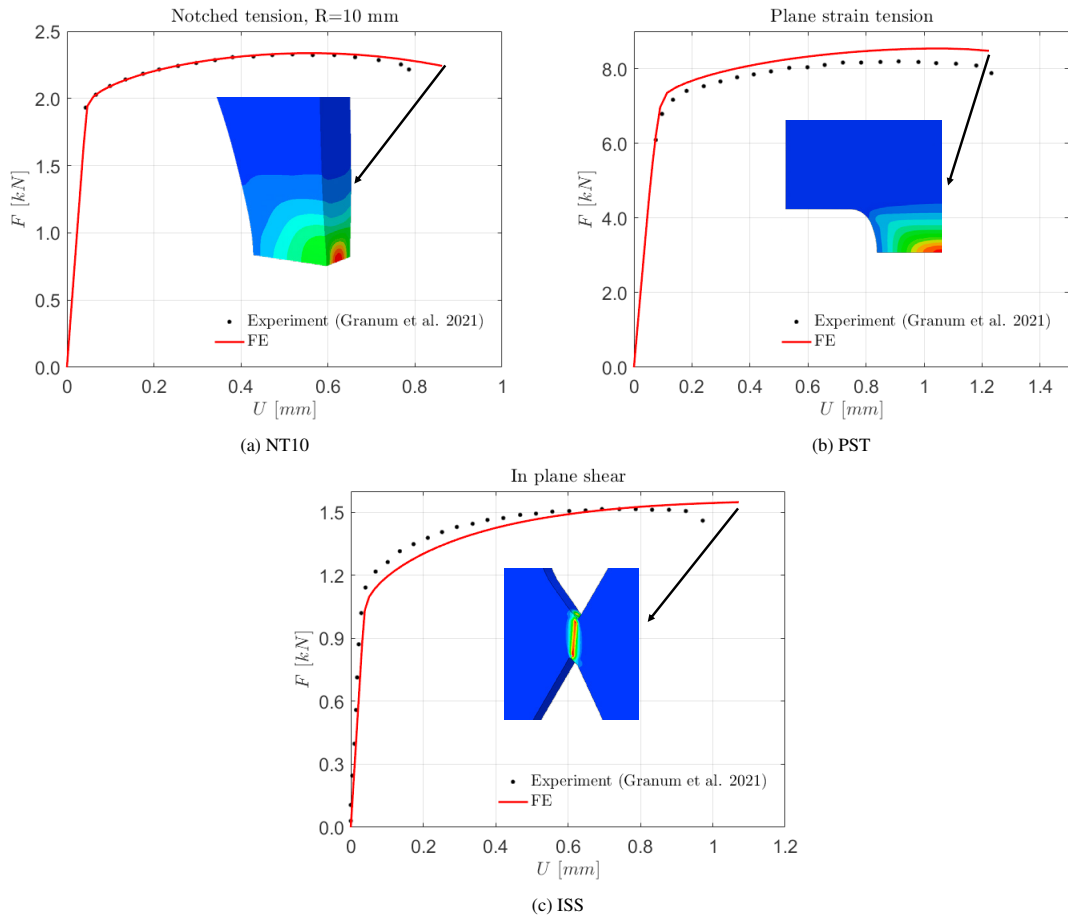 Notched tension, R=10 mm
2.5
2.0
1.5
1.0
0.5
0.0
F [kN]
0
0.2
0.4
0.6
0.8
1
U [mm]
Experiment (Granum et al. 2021)
FE
(a) NT10
Plane strain tension
8.0
6.0
4.0
2.0
0.0
F [kN]
0
0.2
0.4
0.6
0.8
1
1.2
1.4
U [mm]
Experiment (Granum et al. 2021)
FE
(b) PST
In plane shear
1.5
1.2
0.9
0.6
0.3
0.0
F [kN]
0
0.2
0.4
0.6
0.8
1
1.2
U [mm]
Experiment (Granum et al. 2021)
FE
(c) ISS